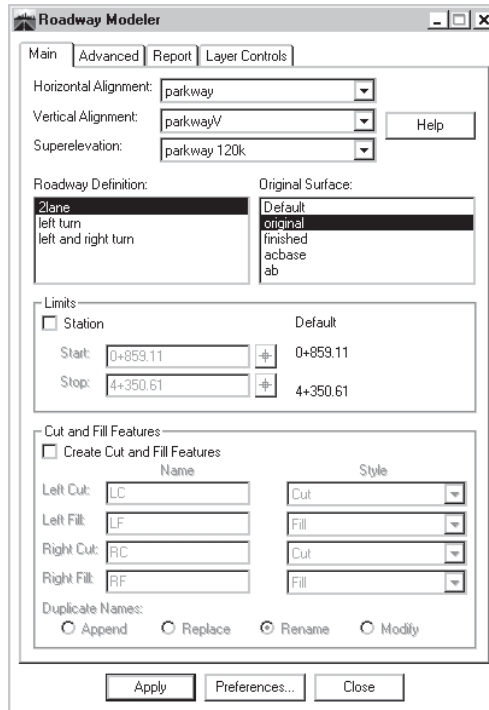 Roadway Modeler
Main Advanced Report Layer Controls
Horizontal Alignment: parkway
Vertical Alignment: parkwayV
Help
Superelevation: parkway 120k
Roadway Definition: Original Surface:
2lane Default
left turn original
left and right turn finished
acbase
ab
Limits
Station Default
Start: 0+859.11 0+859.11
Stop: 4+350.61 4+350.61
Cut and Fill Features
Create Cut and Fill Features
Name Style
Left Cut: LC Cut
Left Fill: LF Fill
Right Cut: RC Cut
Right Fill: RF Fill
Duplicate Names:
Append Replace Rename Modify
Apply Preferences... Close